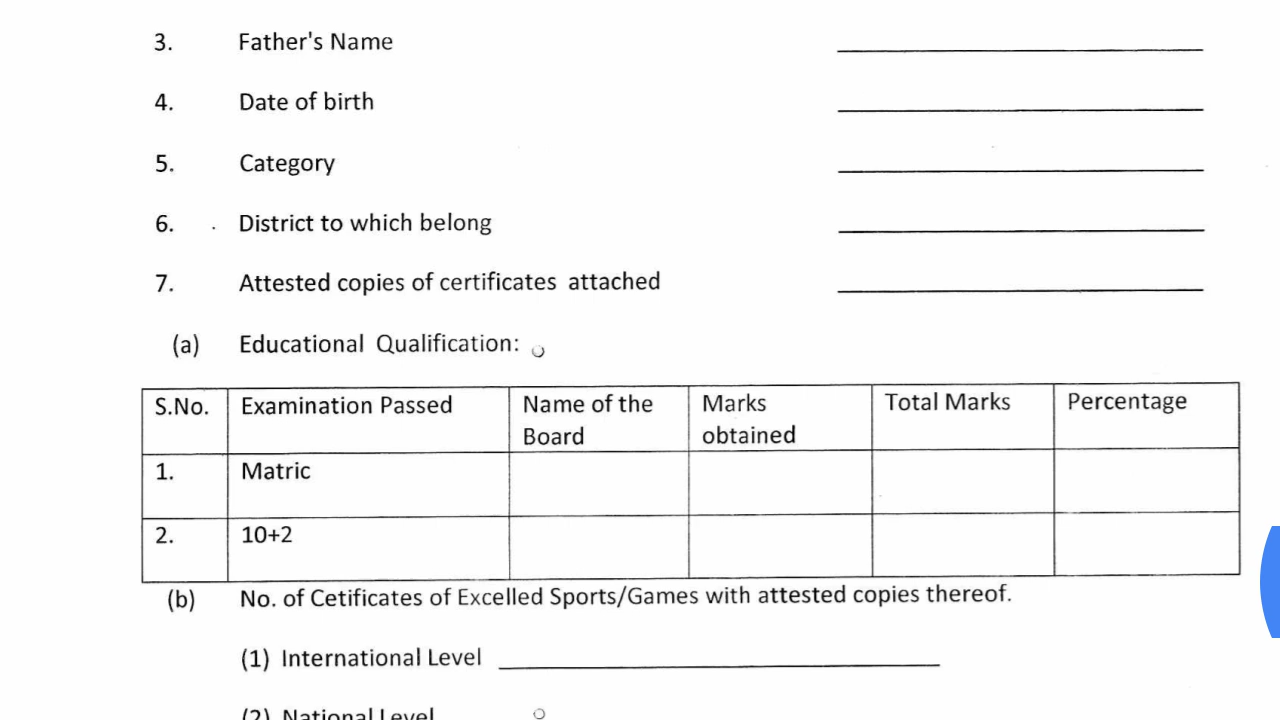 3. Father's Name
4. Date of birth
5. Category
6. District to which belong
7. Attested copies of certificates attached
(a) Educational Qualification:
S.No. Examination Passed Name of the Board Marks obtained Total Marks Percentage
1. Matric
2. 10+2
(b) No. of Cetificates of Excelled Sports/Games with attested copies thereof.
(1) International Level
(2) National Level